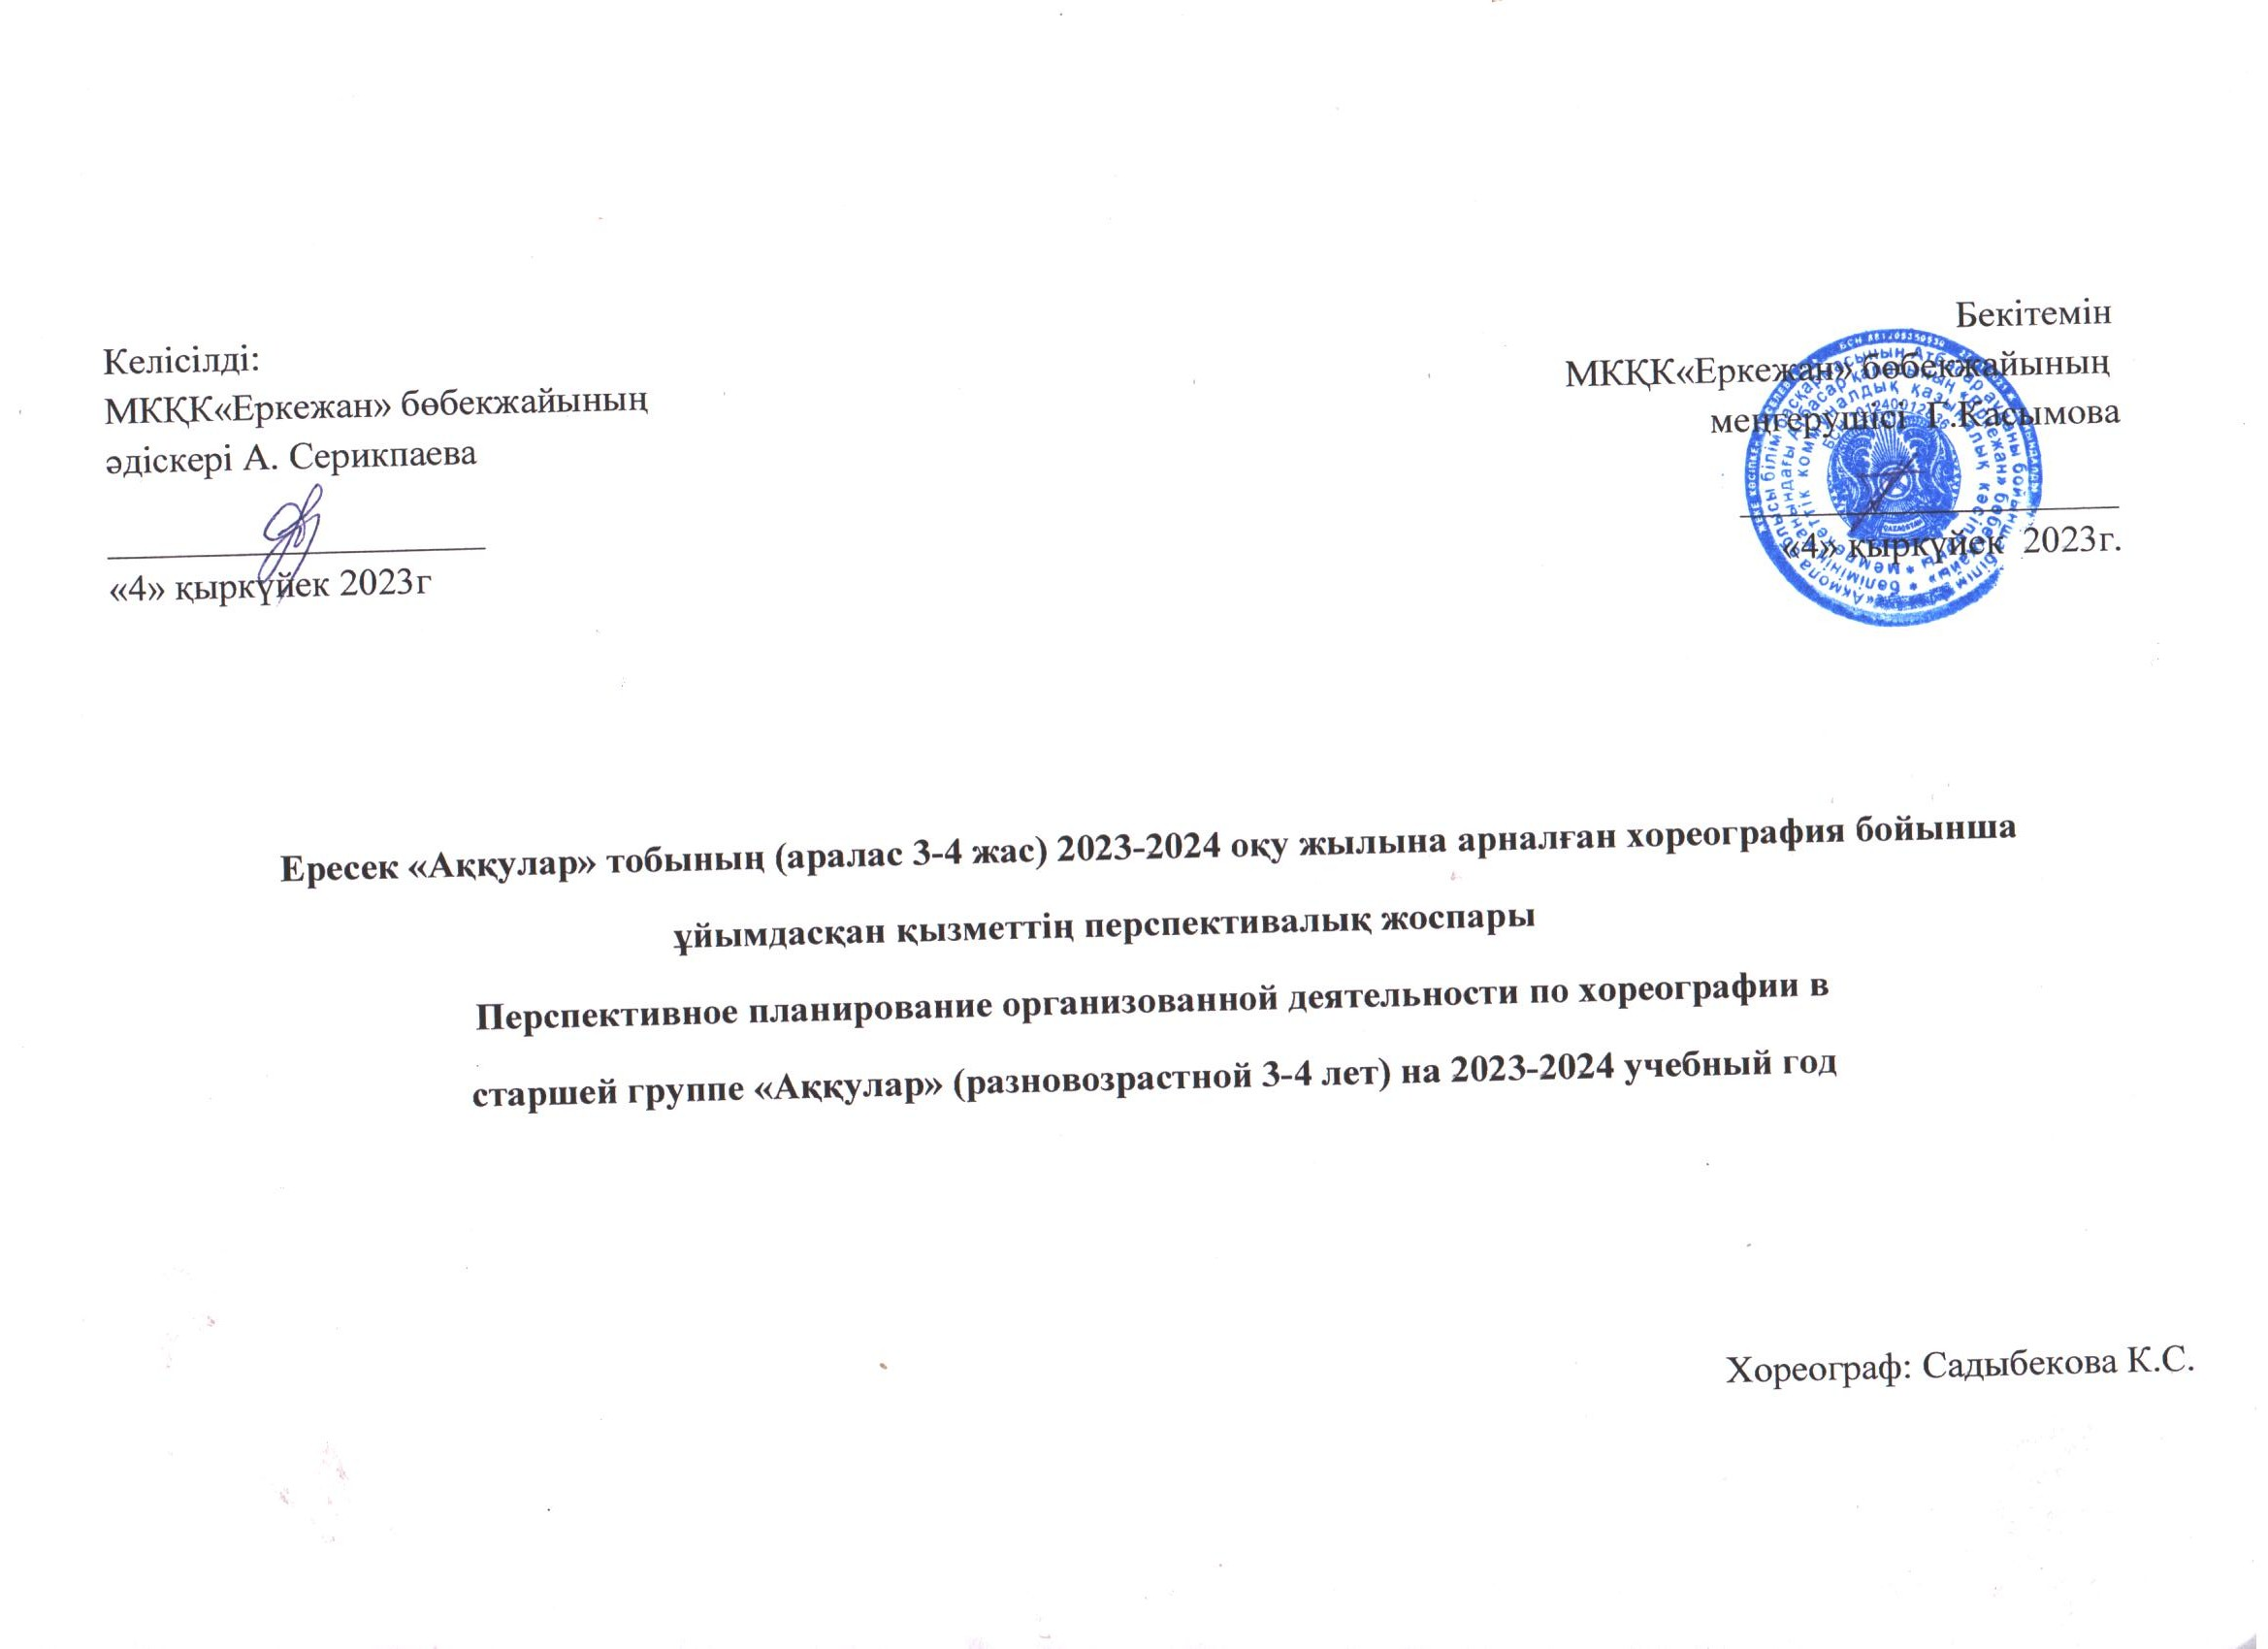 Келісілді:
МКҚК«Еркежан» бөбекжайының
әдіскері А. Серикпаева
«4» қыркүйек 2023г
Бекітемін
МКҚК«Еркежан» бөбекжайының
меңгерушісі Г.Касымова
«4» қыркүйек 2023г.
Ересек «Аққулар» тобының (аралас 3-4 жас) 2023-2024 оқу жылына арналған хореография бойынша
ұйымдасқан қызметтің перспективалық жоспары
Перспективное планирование организованной деятельности по хореографии в
старшей группе «Аққулар» (разновозрастной 3-4 лет) на 2023-2024 учебный год
Хореограф: Садыбекова К.С.